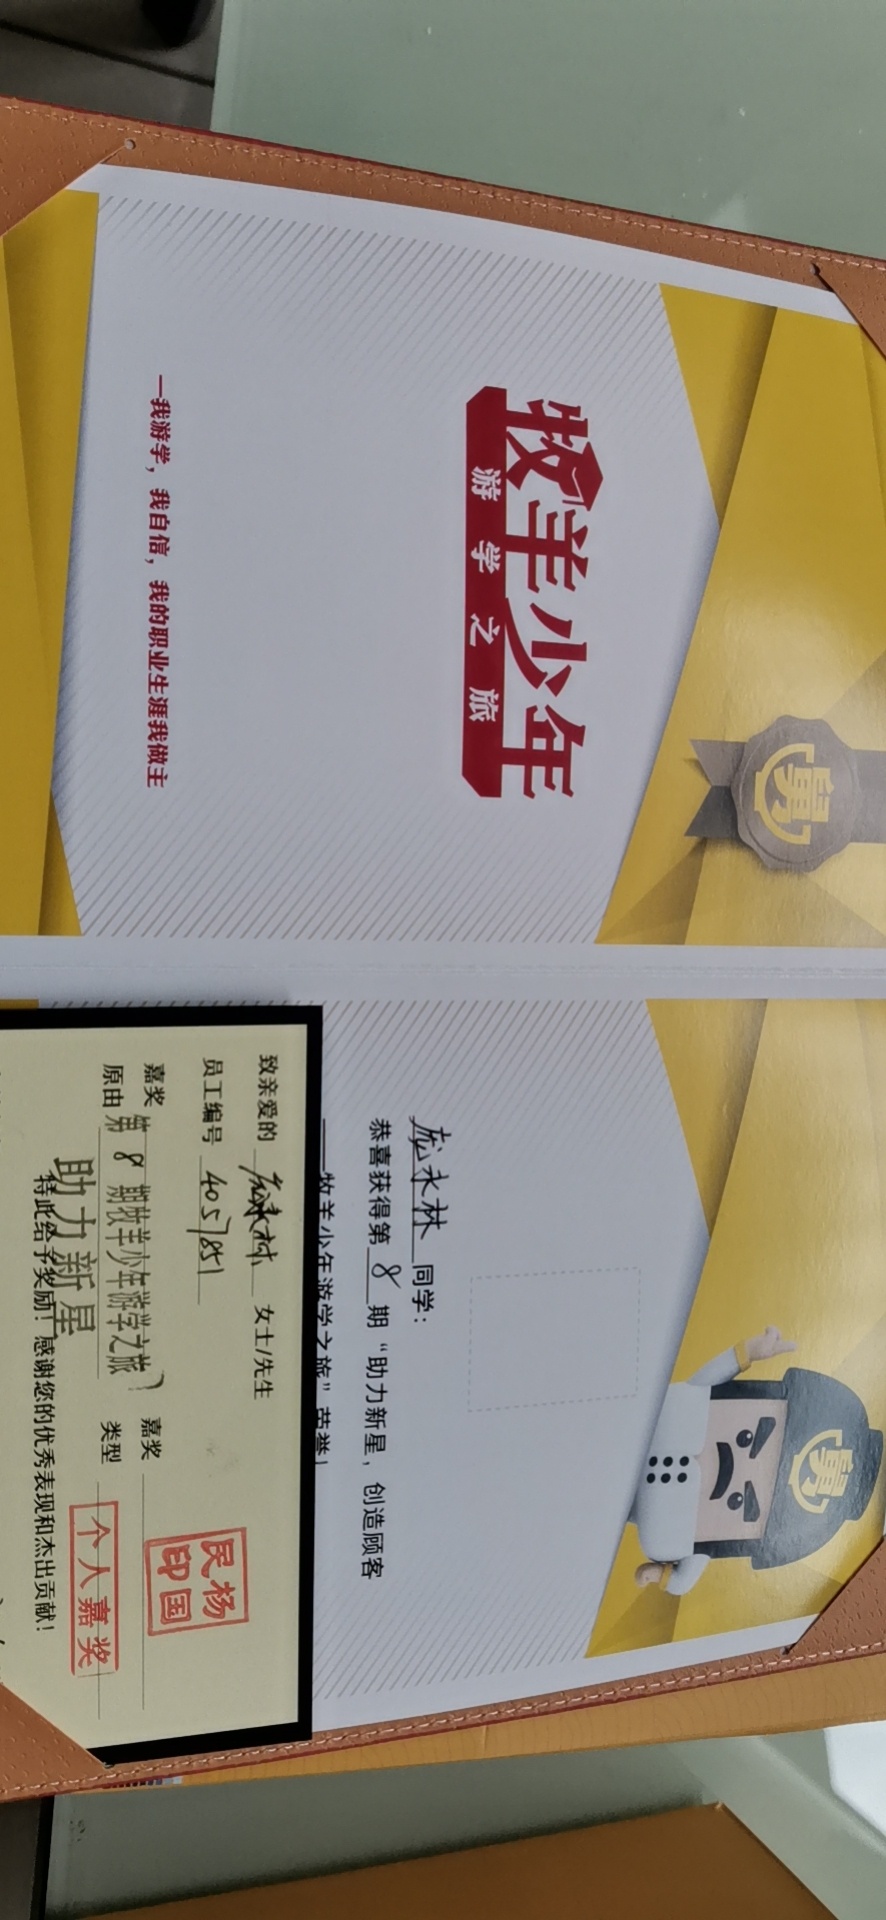 牧羊少年
游学之旅
—我游学，我自信，我的职业生涯我做主
舅
舅
庞永林 同学：
恭喜获得第 8 期“助力新星，创造顾客
——牧羊少年游学之旅”荣誉！
致亲爱的 女士/先生
员工编号 405851
嘉奖原由 第8期牧羊少年游学之旅
助力新星
嘉奖类型 个人嘉奖
杨国民印
特此给予奖励！感谢您的优秀表现和杰出贡献！